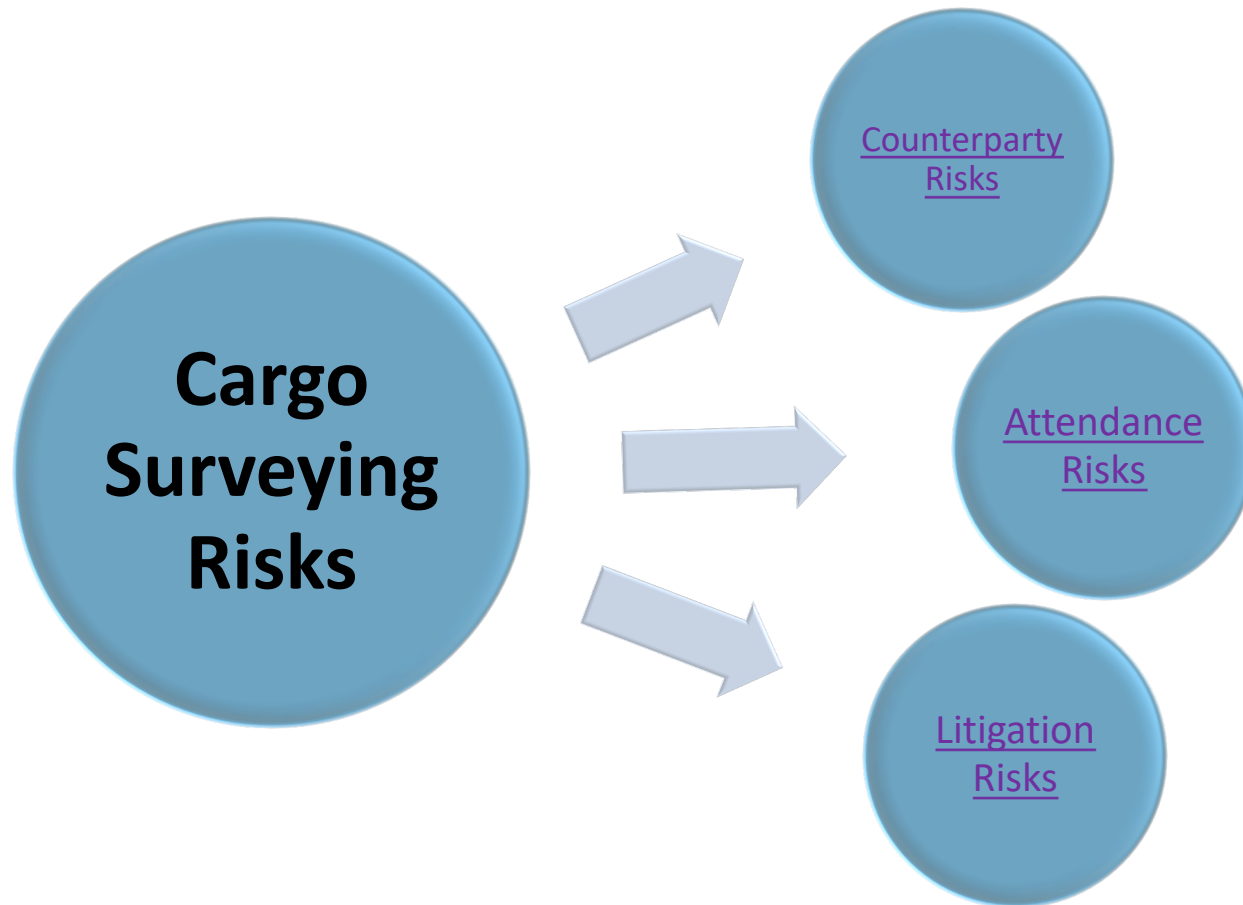 Cargo
Surveying
Risks
Counterparty
Risks
Attendance
Risks
Litigation
Risks